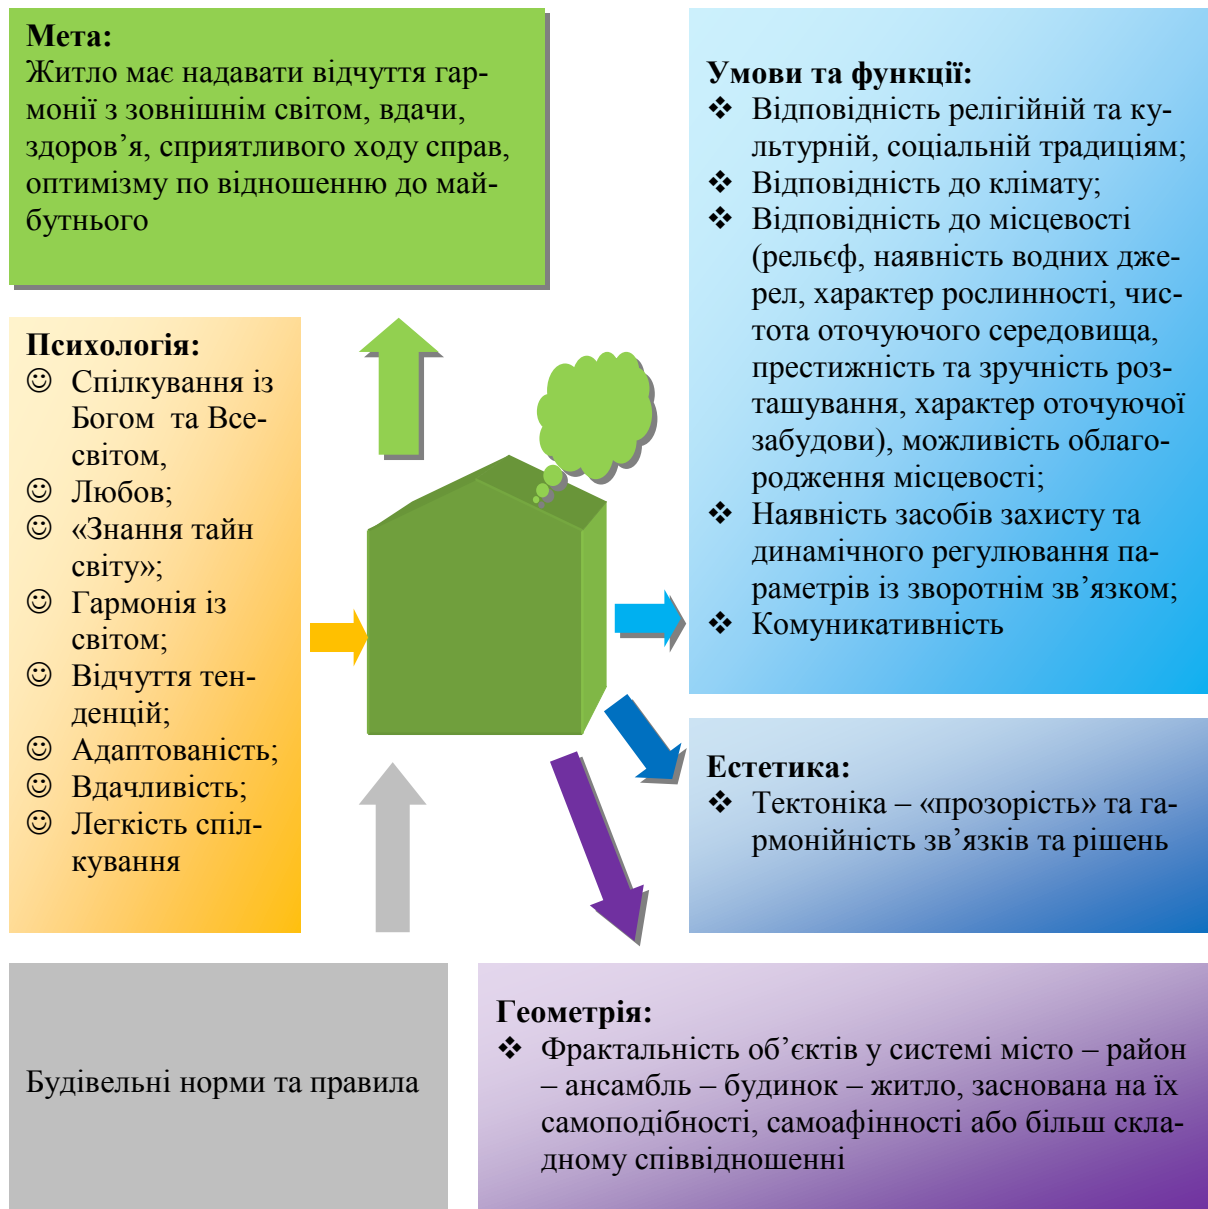 Мета:
Житло має надавати відчуття гар-
монії з зовнішнім світом, вдачи,
здоров’я, сприятливого ходу справ,
оптимізму по відношенню до май-
бутнього
Умови та функції:
❖ Відповідність релігійній та ку-
льтурній, соціальній традиціям;
❖ Відповідність до клімату;
❖ Відповідність до місцевості
(рельєф, наявність водних дже-
рел, характер рослинності, чис-
тота оточуючого середовища,
престижність та зручність роз-
ташування, характер оточуючої
забудови), можливість облаго-
родження місцевості;
❖ Наявність засобів захисту та
динамічного регулювання па-
раметрів із зворотнім зв’язком;
❖ Комуникативність
Психологія:
☺ Спілкування із
Богом та Все-
світом,
☺ Любов;
☺ «Знання тайн
світу»;
☺ Гармонія із
світом;
☺ Відчуття тен-
денцій;
☺ Адаптованість;
☺ Вдачливість;
☺ Легкість спіл-
кування
Естетика:
❖ Тектоніка – «прозорість» та га-
рмонійність зв’язків та рішень
Будівельні норми та правила
Геометрія:
❖ Фрактальність об’єктів у системі місто – район
– ансамбль – будинок – житло, заснована на їх
самоподібності, самоафінності або більш скла-
дному співвідношенні